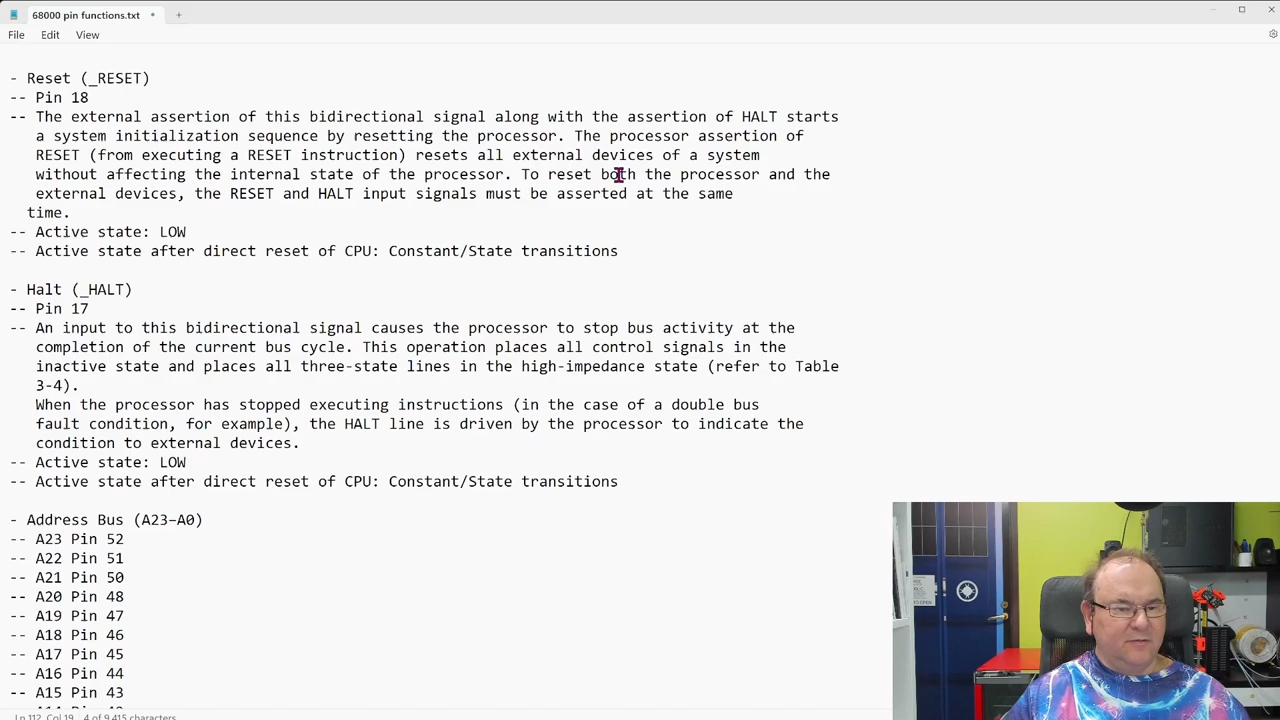 68000 pin functions.txt
File Edit View
- Reset (_RESET)
-- Pin 18
-- The external assertion of this bidirectional signal along with the assertion of HALT starts
a system initialization sequence by resetting the processor. The processor assertion of
RESET (from executing a RESET instruction) resets all external devices of a system
without affecting the internal state of the processor. To reset both the processor and the
external devices, the RESET and HALT input signals must be asserted at the same
time.
-- Active state: LOW
-- Active state after direct reset of CPU: Constant/State transitions
- Halt (_HALT)
-- Pin 17
-- An input to this bidirectional signal causes the processor to stop bus activity at the
completion of the current bus cycle. This operation places all control signals in the
inactive state and places all three-state lines in the high-impedance state (refer to Table
3-4).
When the processor has stopped executing instructions (in the case of a double bus
fault condition, for example), the HALT line is driven by the processor to indicate the
condition to external devices.
-- Active state: LOW
-- Active state after direct reset of CPU: Constant/State transitions
- Address Bus (A23–A0)
-- A23 Pin 52
-- A22 Pin 51
-- A21 Pin 50
-- A20 Pin 48
-- A19 Pin 47
-- A18 Pin 46
-- A17 Pin 45
-- A16 Pin 44
-- A15 Pin 43
Ln 112, Col 19 4 of 9,415 characters